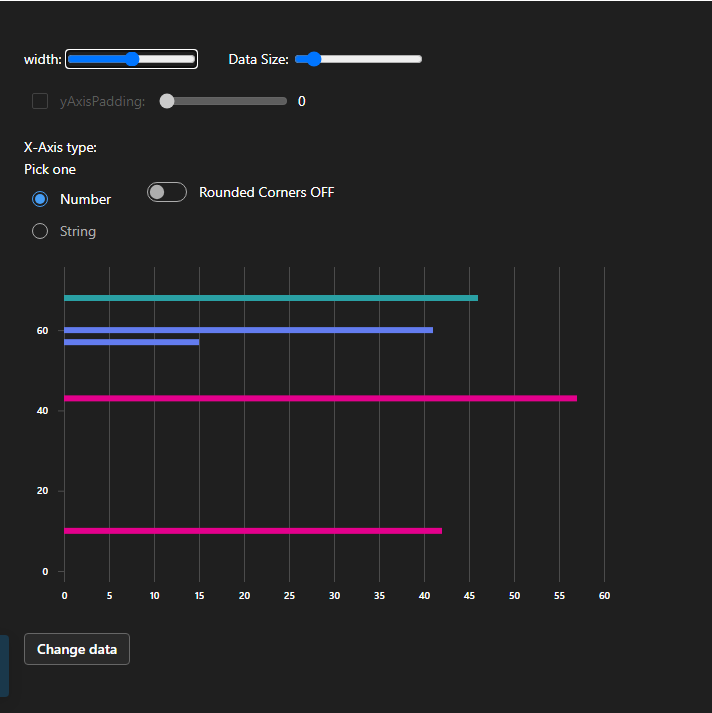 width: Data Size:
yAxisPadding: 0
X-Axis type:
Pick one
Number
Rounded Corners OFF
String
60
40
20
0
0 5 10 15 20 25 30 35 40 45 50 55 60
Change data